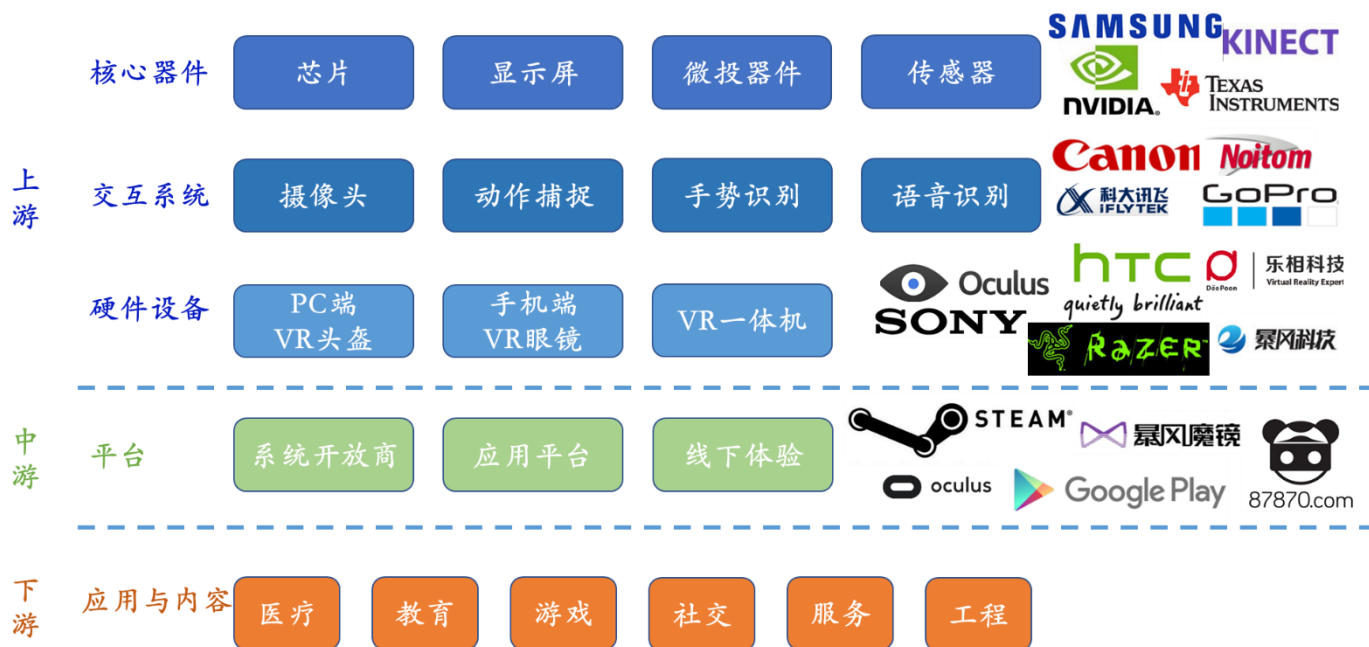 核心器件
芯片
显示屏
微投器件
传感器
SAMSUNG
KINECT
NVIDIA.
TEXAS
INSTRUMENTS
上游
交互系统
摄像头
动作捕捉
手势识别
语音识别
Canon
Noitom
科大讯飞
iFLYTEK
GoPro
硬件设备
PC端
VR头盔
手机端
VR眼镜
VR一体机
Oculus
SONY
hTC
quietly brilliant
DeePoon
乐相科技
Virtual Reality Expert
RAZER
暴风科技
中游
平台
系统开放商
应用平台
线下体验
STEAM®
暴风魔镜
oculus
Google Play
87870.com
下游
应用与内容
医疗
教育
游戏
社交
服务
工程